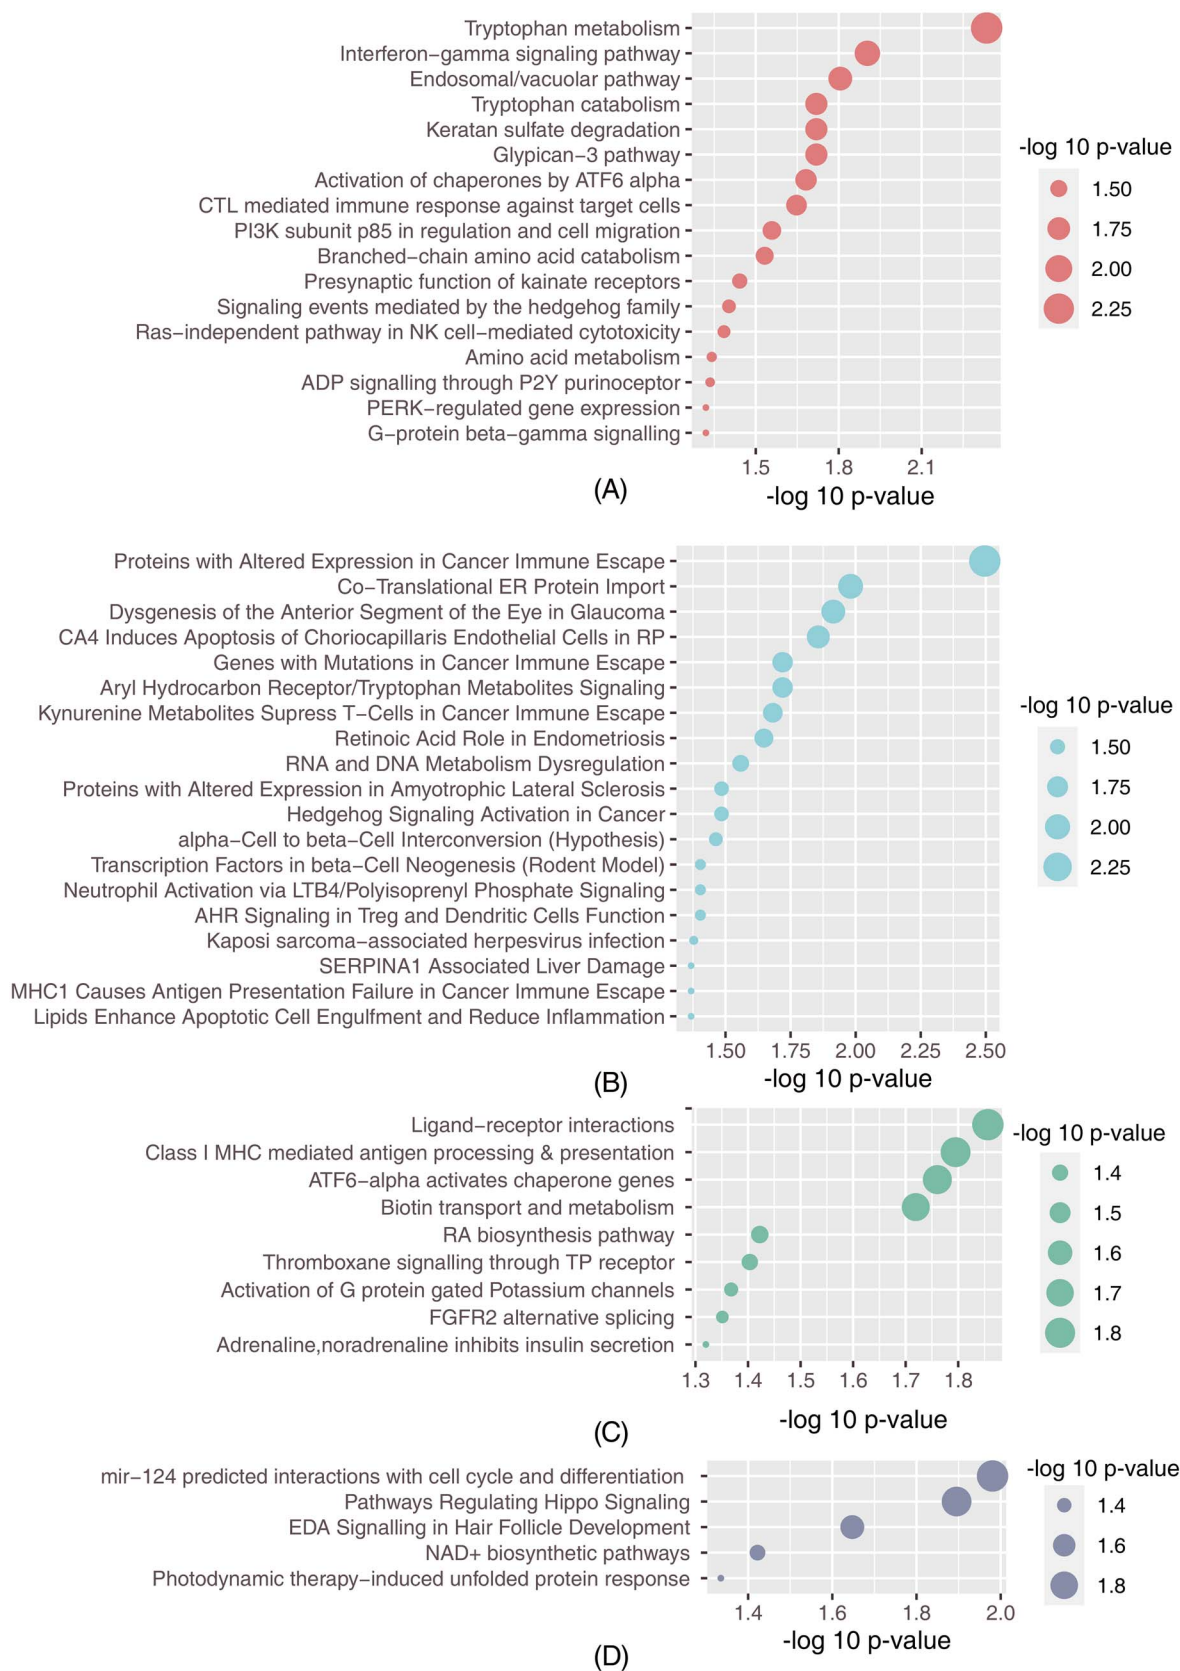 Tryptophan metabolism
Interferon−gamma signaling pathway
Endosomal/vacuolar pathway
Tryptophan catabolism
Keratan sulfate degradation
Glypican−3 pathway
Activation of chaperones by ATF6 alpha
CTL mediated immune response against target cells
PI3K subunit p85 in regulation and cell migration
Branched−chain amino acid catabolism
Presynaptic function of kainate receptors
Signaling events mediated by the hedgehog family
Ras−independent pathway in NK cell−mediated cytotoxicity
Amino acid metabolism
ADP signalling through P2Y purinoceptor
PERK−regulated gene expression
G−protein beta−gamma signalling
1.5 1.8 2.1
-log 10 p-value
-log 10 p-value
1.50
1.75
2.00
2.25
(A)
Proteins with Altered Expression in Cancer Immune Escape
Co−Translational ER Protein Import
Dysgenesis of the Anterior Segment of the Eye in Glaucoma
CA4 Induces Apoptosis of Choriocapillaris Endothelial Cells in RP
Genes with Mutations in Cancer Immune Escape
Aryl Hydrocarbon Receptor/Tryptophan Metabolites Signaling
Kynurenine Metabolites Supress T−Cells in Cancer Immune Escape
Retinoic Acid Role in Endometriosis
RNA and DNA Metabolism Dysregulation
Proteins with Altered Expression in Amyotrophic Lateral Sclerosis
Hedgehog Signaling Activation in Cancer
alpha−Cell to beta−Cell Interconversion (Hypothesis)
Transcription Factors in beta−Cell Neogenesis (Rodent Model)
Neutrophil Activation via LTB4/Polyisoprenyl Phosphate Signaling
AHR Signaling in Treg and Dendritic Cells Function
Kaposi sarcoma−associated herpesvirus infection
SERPINA1 Associated Liver Damage
MHC1 Causes Antigen Presentation Failure in Cancer Immune Escape
Lipids Enhance Apoptotic Cell Engulfment and Reduce Inflammation
1.50 1.75 2.00 2.25 2.50
-log 10 p-value
-log 10 p-value
1.50
1.75
2.00
2.25
(B)
Ligand−receptor interactions
Class I MHC mediated antigen processing & presentation
ATF6−alpha activates chaperone genes
Biotin transport and metabolism
RA biosynthesis pathway
Thromboxane signalling through TP receptor
Activation of G protein gated Potassium channels
FGFR2 alternative splicing
Adrenaline,noradrenaline inhibits insulin secretion
1.3 1.4 1.5 1.6 1.7 1.8
-log 10 p-value
-log 10 p-value
1.4
1.5
1.6
1.7
1.8
(C)
mir−124 predicted interactions with cell cycle and differentiation
Pathways Regulating Hippo Signaling
EDA Signalling in Hair Follicle Development
NAD+ biosynthetic pathways
Photodynamic therapy−induced unfolded protein response
1.4 1.6 1.8 2.0
-log 10 p-value
-log 10 p-value
1.4
1.6
1.8
(D)